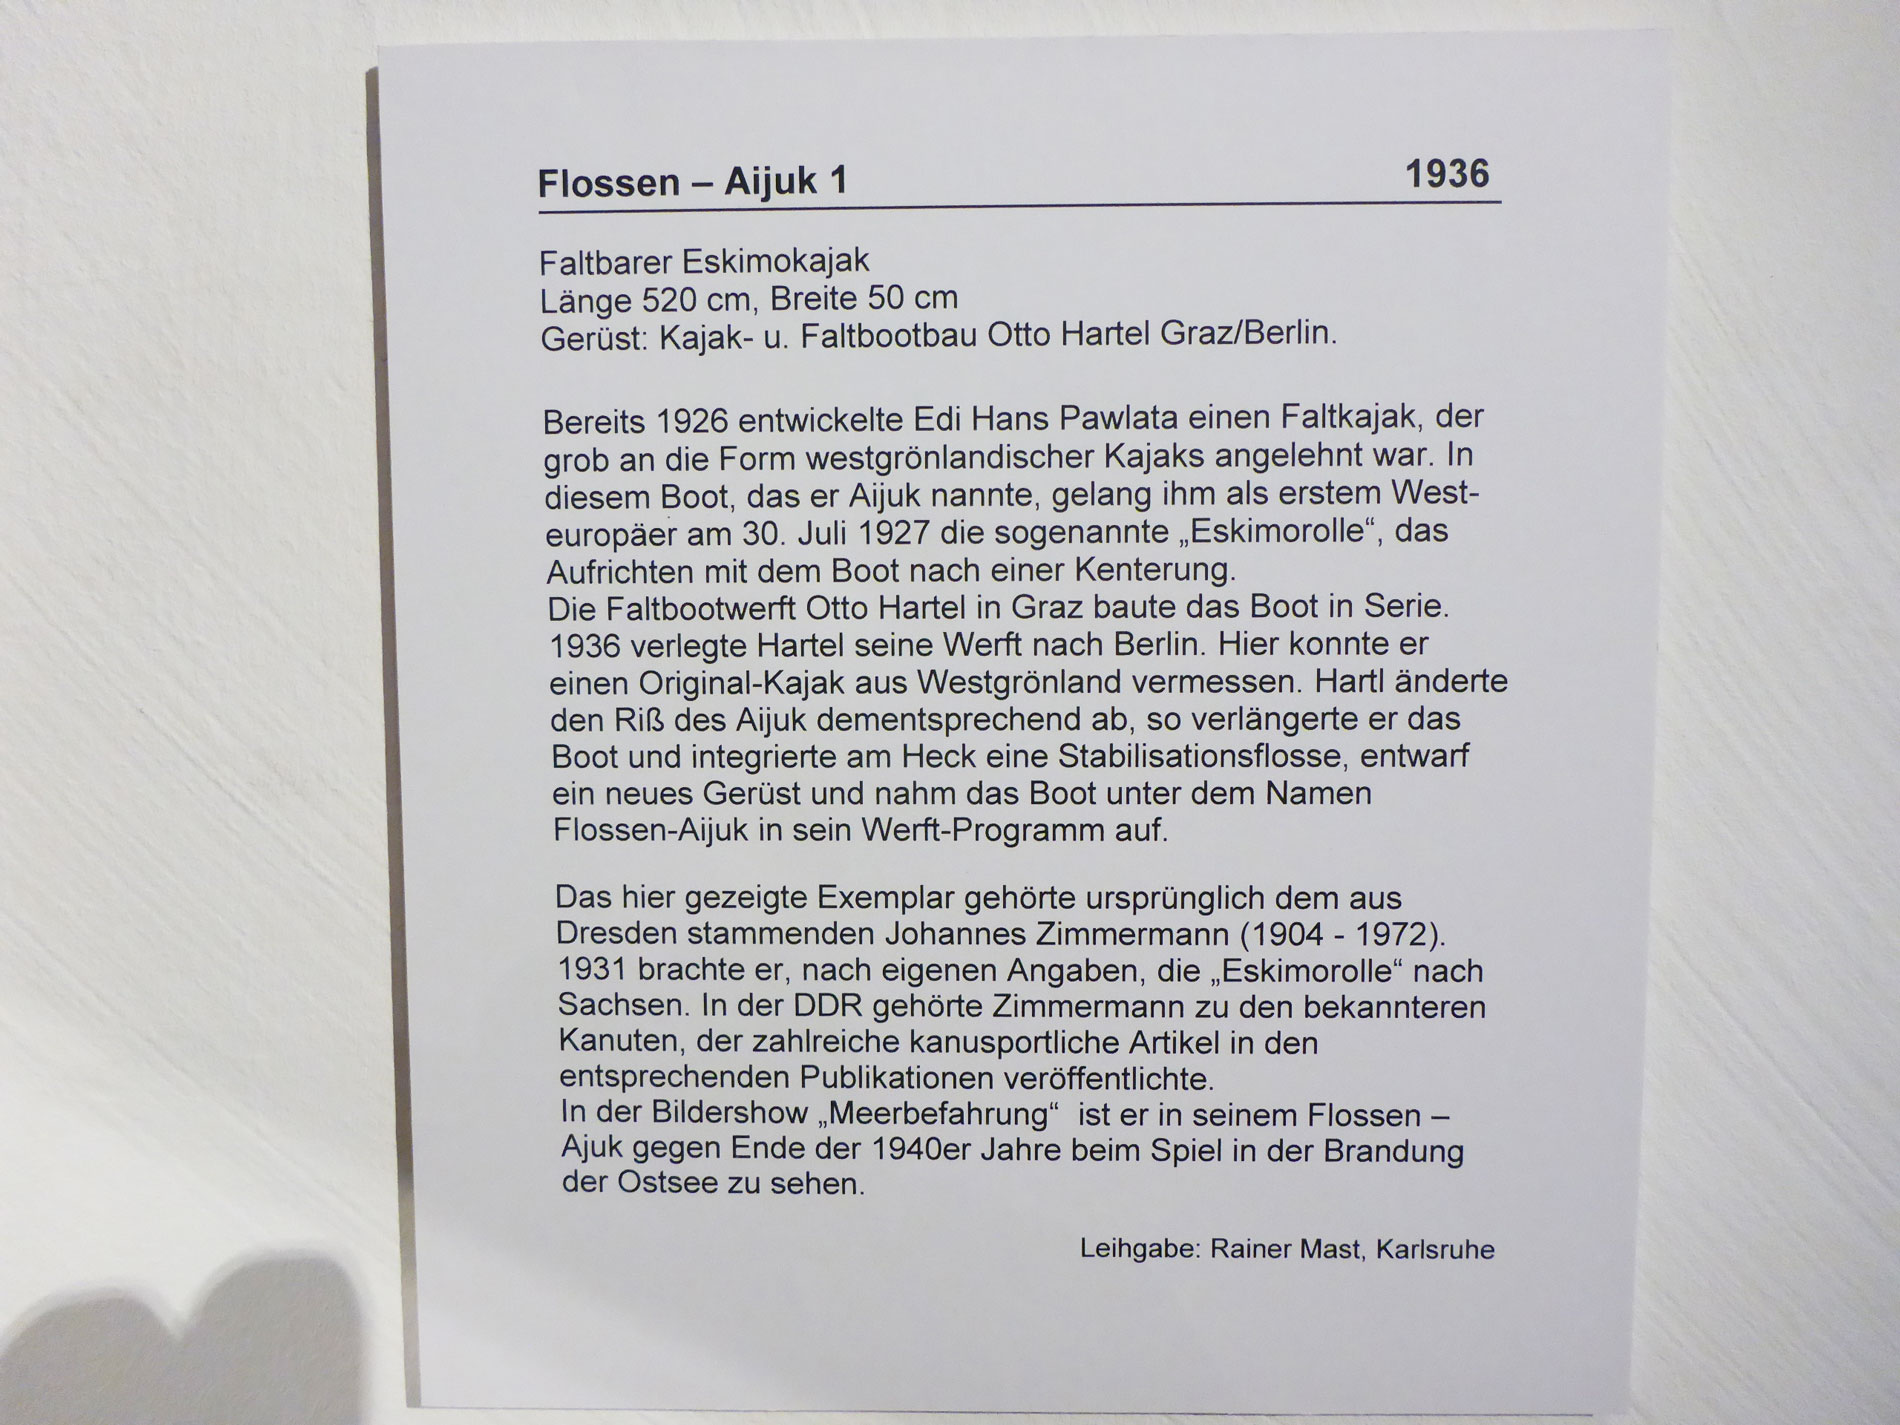 Flossen – Aijuk 1 1936
Faltbarer Eskimokajak
Länge 520 cm, Breite 50 cm
Gerüst: Kajak- u. Faltbootbau Otto Hartel Graz/Berlin.
Bereits 1926 entwickelte Edi Hans Pawlata einen Faltkajak, der
grob an die Form westgrönlandischer Kajaks angelehnt war. In
diesem Boot, das er Aijuk nannte, gelang ihm als erstem West-
europäer am 30. Juli 1927 die sogenannte „Eskimorolle“, das
Aufrichten mit dem Boot nach einer Kenterung.
Die Faltbootwerft Otto Hartel in Graz baute das Boot in Serie.
1936 verlegte Hartel seine Werft nach Berlin. Hier konnte er
einen Original-Kajak aus Westgrönland vermessen. Hartl änderte
den Riß des Aijuk dementsprechend ab, so verlängerte er das
Boot und integrierte am Heck eine Stabilisationsflosse, entwarf
ein neues Gerüst und nahm das Boot unter dem Namen
Flossen-Aijuk in sein Werft-Programm auf.
Das hier gezeigte Exemplar gehörte ursprünglich dem aus
Dresden stammenden Johannes Zimmermann (1904 - 1972).
1931 brachte er, nach eigenen Angaben, die „Eskimorolle“ nach
Sachsen. In der DDR gehörte Zimmermann zu den bekannteren
Kanuten, der zahlreiche kanusportliche Artikel in den
entsprechenden Publikationen veröffentlichte.
In der Bildershow „Meerbefahrung“ ist er in seinem Flossen –
Ajuk gegen Ende der 1940er Jahre beim Spiel in der Brandung
der Ostsee zu sehen.
Leihgabe: Rainer Mast, Karlsruhe